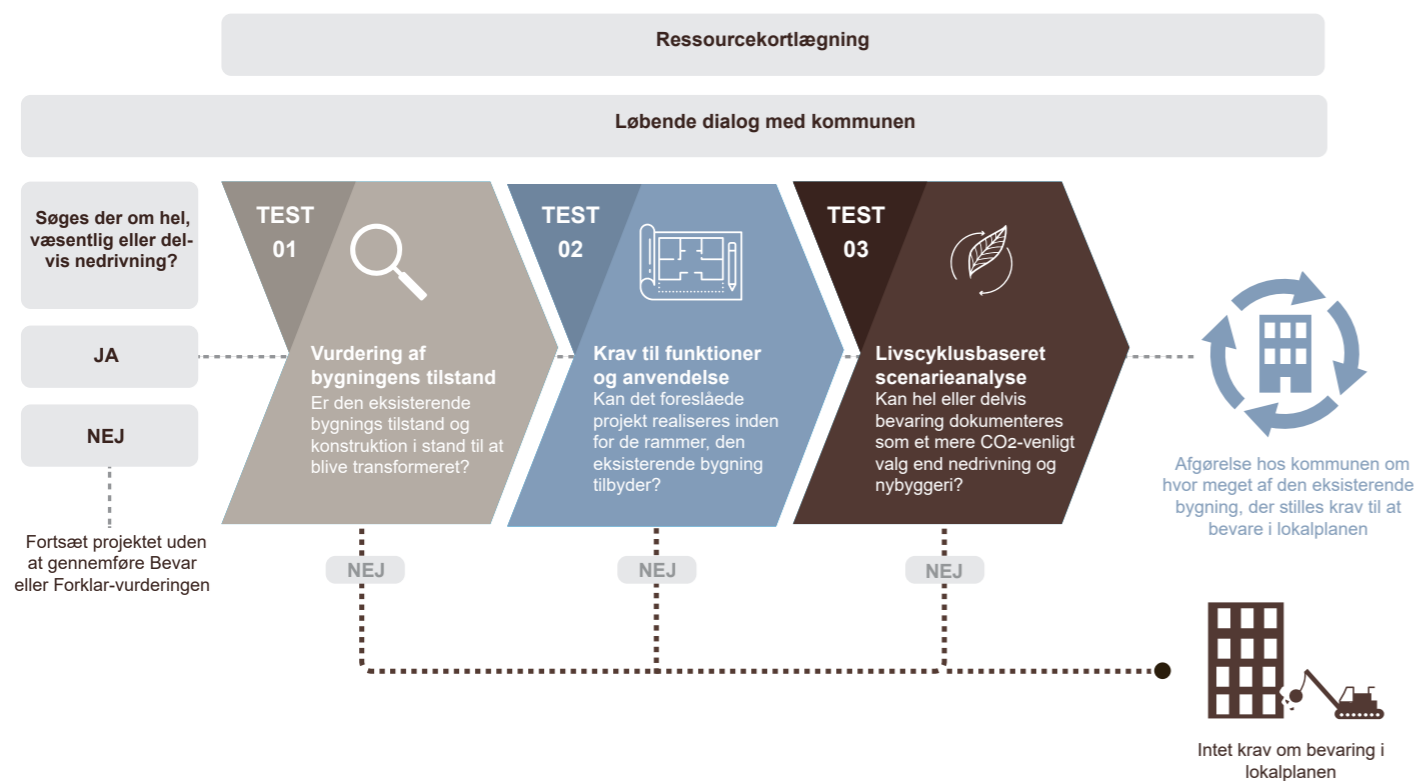 Ressourcekortlægning
Løbende dialog med kommunen
Søges der om hel,
væsentlig eller del-
vis nedrivning?
JA
NEJ
Fortsæt projektet uden
at gennemføre Bevar
eller Forklar-vurderingen
TEST
01
Vurdering af
bygningens tilstand
Er den eksisterende
bygnings tilstand og
konstruktion i stand til at
blive transformeret?
NEJ
TEST
02
Krav til funktioner
og anvendelse
Kan det foreslåede
projekt realiseres inden
for de rammer, den
eksisterende bygning
tilbyder?
NEJ
TEST
03
Livscyklusbaseret
scenarieanalyse
Kan hel eller delvis
bevaring dokumenteres
som et mere CO2-venligt
valg end nedrivning og
nybyggeri?
NEJ
Afgørelse hos kommunen om
hvor meget af den eksisterende
bygning, der stilles krav til at
bevare i lokalplanen
Intet krav om bevaring i
lokalplanen